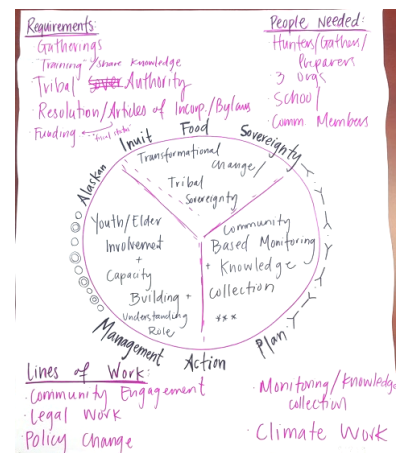 Requirements:
Gatherings
Training / share knowledge
Tribal Authority
· Resolution/Articles of Incorp./Bylaws
· Funding
People Needed:
Hunters/Gathers/
Preparers
· 3 Orgs
· School
· Comm. Members
Alaskan Inuit Food Sovereignty
Transformational
Change/
Tribal
Sovereignty
Youth/Elder
Involvement
+
Capacity
Building +
Understanding
Role
Community
Based Monitoring
+ Knowledge
collection
***
Management Action Plan
Lines of Work:
· Community Engagement
· Legal Work
· Policy Change
· Monitoring/Knowledge
collection
· Climate Work